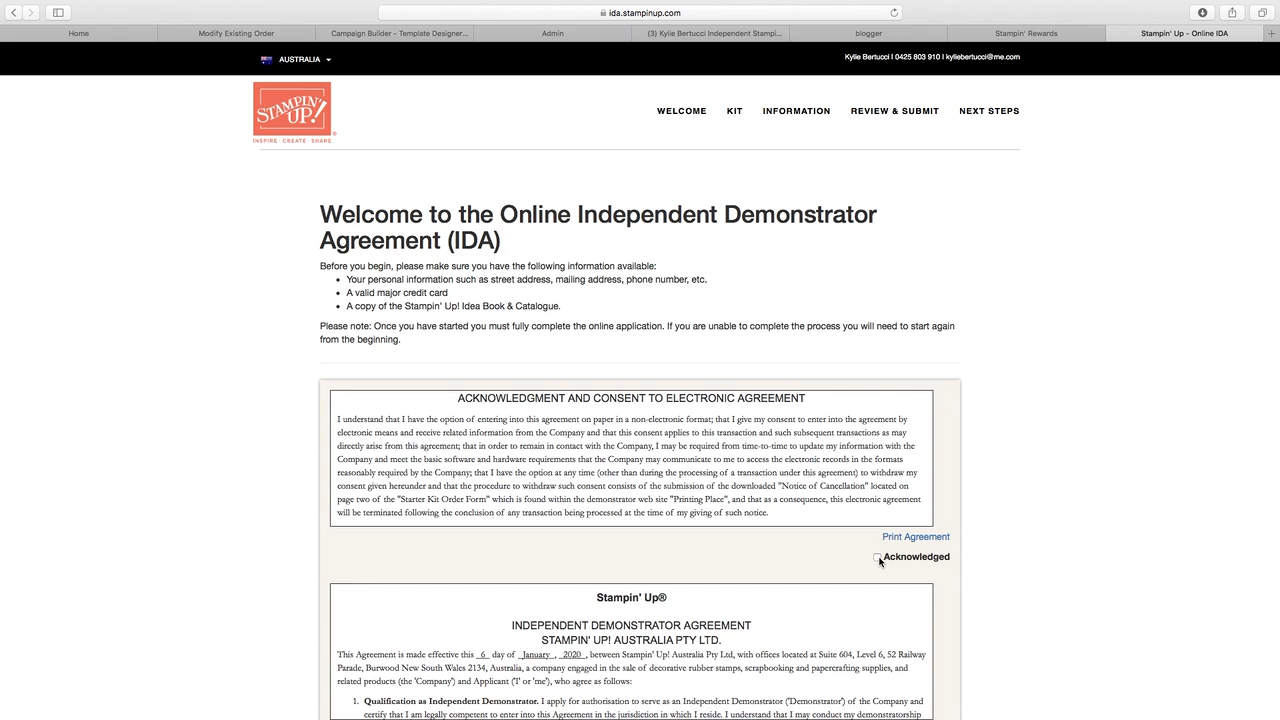 ida.stampinup.com
Home
Modify Existing Order
Campaign Builder - Template Designer...
Admin
(3) Kylie Bertucci Independent Stampi...
blogger
Stampin' Rewards
Stampin' Up - Online IDA
AUSTRALIA
Kylie Bertucci | 0425 803 910 | kyliebertucci@me.com
STAMPIN' UP!
INSPIRE · CREATE · SHARE
WELCOME KIT INFORMATION REVIEW & SUBMIT NEXT STEPS
Welcome to the Online Independent Demonstrator
Agreement (IDA)
Before you begin, please make sure you have the following information available:
• Your personal information such as street address, mailing address, phone number, etc.
• A valid major credit card
• A copy of the Stampin' Up! Idea Book & Catalogue.
Please note: Once you have started you must fully complete the online application. If you are unable to complete the process you will need to start again
from the beginning.
ACKNOWLEDGMENT AND CONSENT TO ELECTRONIC AGREEMENT
I understand that I have the option of entering into this agreement on paper in a non-electronic format; that I give my consent to enter into the agreement by
electronic means and receive related information from the Company and that this consent applies to this transaction and such subsequent transactions as may
directly arise from this agreement; that in order to remain in contact with the Company, I may be required from time-to-time to update my information with the
Company and meet the basic software and hardware requirements that the Company may communicate to me to access the electronic records in the formats
reasonably required by the Company; that I have the option at any time (other than during the processing of a transaction under this agreement) to withdraw my
consent given hereunder and that the procedure to withdraw such consent consists of the submission of the downloaded "Notice of Cancellation" located on
page two of the "Starter Kit Order Form" which is found within the demonstrator web site "Printing Place", and that as a consequence, this electronic agreement
will be terminated following the conclusion of any transaction being processed at the time of my giving of such notice.
Print Agreement
Acknowledged
Stampin' Up®
INDEPENDENT DEMONSTRATOR AGREEMENT
STAMPIN' UP! AUSTRALIA PTY LTD.
This Agreement is made effective this _6_ day of _January_, _2020_, between Stampin' Up! Australia Pty Ltd, with offices located at Suite 604, Level 6, 52 Railway
Parade, Burwood New South Wales 2134, Australia, a company engaged in the sale of decorative rubber stamps, scrapbooking and papercrafting supplies, and
related products (the 'Company') and Applicant ('I' or 'me'), who agree as follows:
1. Qualification as Independent Demonstrator. I apply for authorisation to serve as an Independent Demonstrator ('Demonstrator') of the Company and
certify that I am legally competent to enter into this Agreement in the jurisdiction in which I reside. I understand that I may conduct my demonstratorship